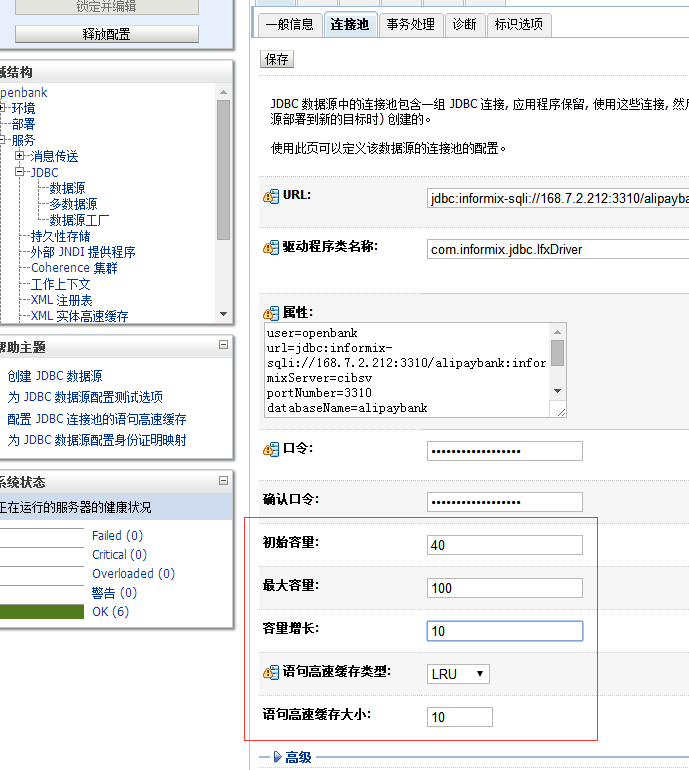 锁定并编辑
释放配置
域结构
openbank
环境
部署
服务
消息传送
JDBC
数据源
多数据源
数据源工厂
持久性存储
外部 JNDI 提供程序
Coherence 集群
工作上下文
XML 注册表
XML 实体高速缓存
帮助主题
创建 JDBC 数据源
为 JDBC 数据源配置测试选项
配置 JDBC 连接池的语句高速缓存
为 JDBC 数据源配置身份证明映射
系统状态
正在运行的服务器的健康状况
Failed (0)
Critical (0)
Overloaded (0)
警告 (0)
OK (6)
一般信息 连接池 事务处理 诊断 标识选项
保存
JDBC 数据源中的连接池包含一组 JDBC 连接, 应用程序保留, 使用这些连接, 然后
源部署到新的目标时) 创建的。
使用此页可以定义该数据源的连接池的配置。
URL: jdbc:informix-sqli://168.7.2.212:3310/alipayba
驱动程序类名称: com.informix.jdbc.IfxDriver
属性:
user=openbank
url=jdbc:informix-
sqli://168.7.2.212:3310/alipaybank:infor
mixServer=cibsv
portNumber=3310
databaseName=alipaybank
口令: ••••••••••••••••••
确认口令: ••••••••••••••••••
初始容量: 40
最大容量: 100
容量增长: 10
语句高速缓存类型: LRU
语句高速缓存大小: 10
高级